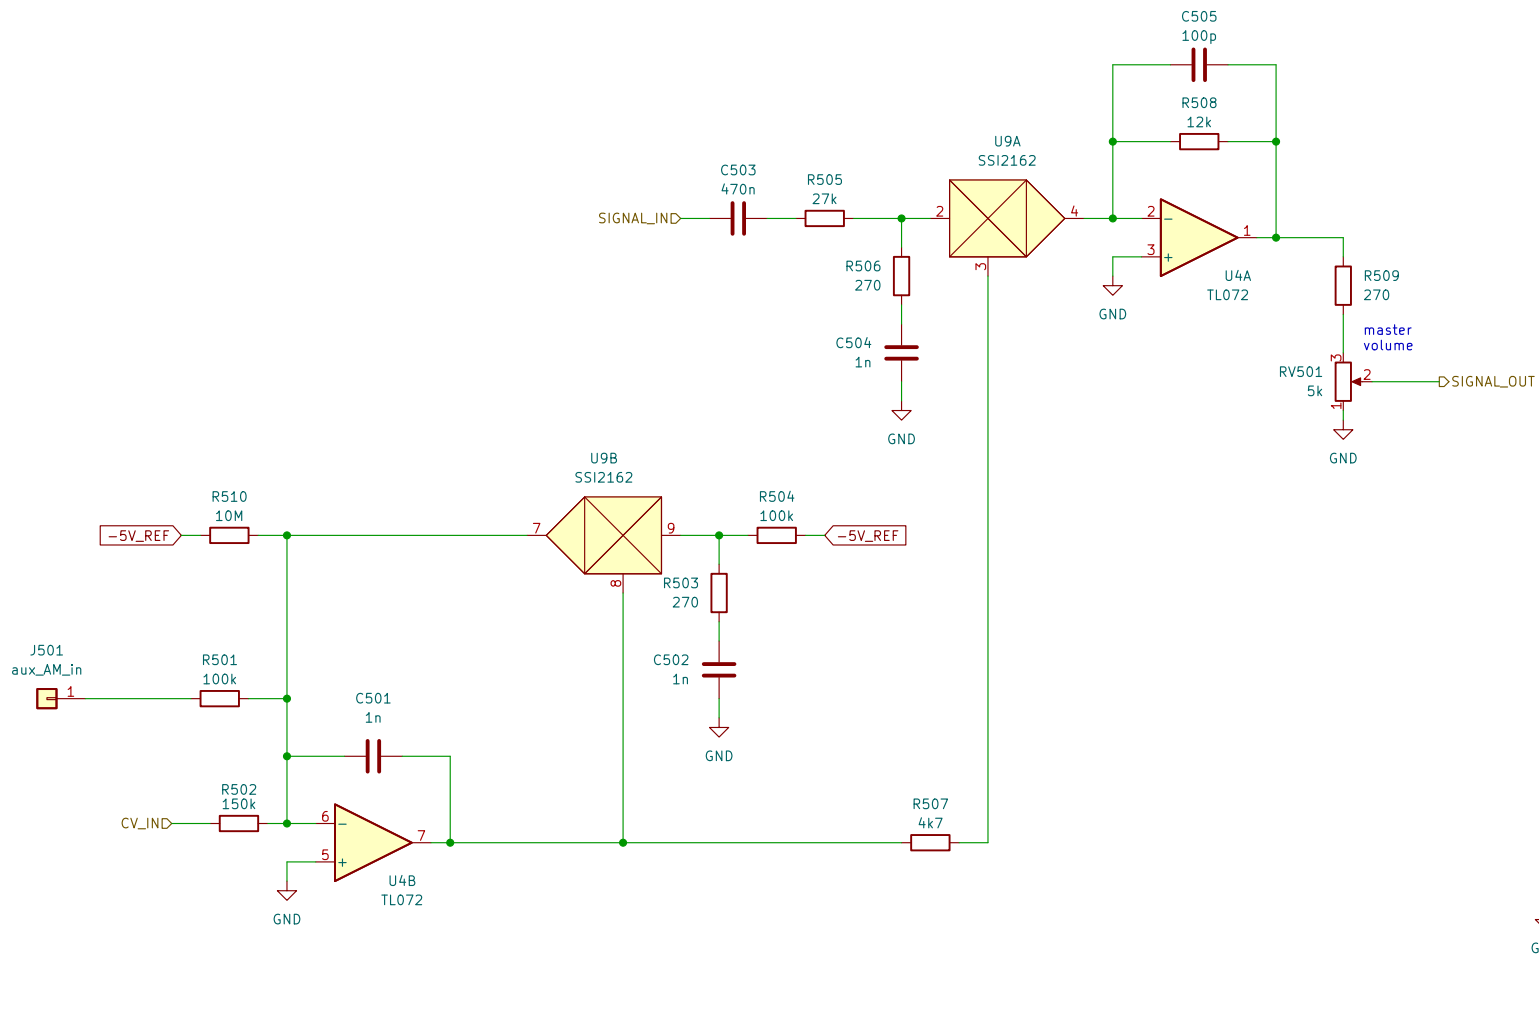 C505
100p
R508
12k
U9A
SSI2162
C503
470n
R505
27k
SIGNAL_IN
2
4
3
2
3
1
−
+
R506
270
U4A
TL072
R509
270
GND
master
volume
C504
1n
3
RV501
5k
2
1
SIGNAL_OUT
GND
GND
U9B
SSI2162
R510
10M
R504
100k
-5V_REF
7
9
-5V_REF
8
R503
270
J501
aux_AM_in
1
R501
100k
C502
1n
C501
1n
GND
R502
150k
CV_IN
6
5
7
−
+
R507
4k7
U4B
TL072
GND
G